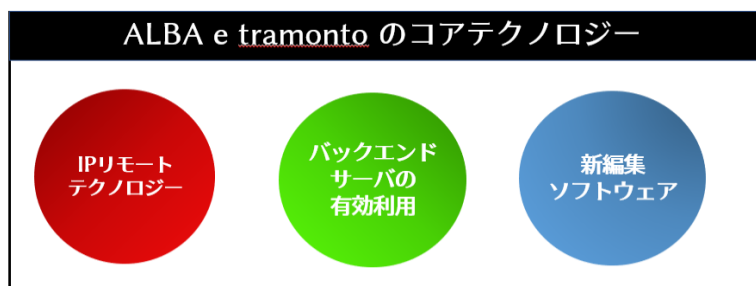 ALBA e tramonto のコアテクノロジー
IPリモート
テクノロジー
バックエンド
サーバの
有効利用
新編集
ソフトウェア